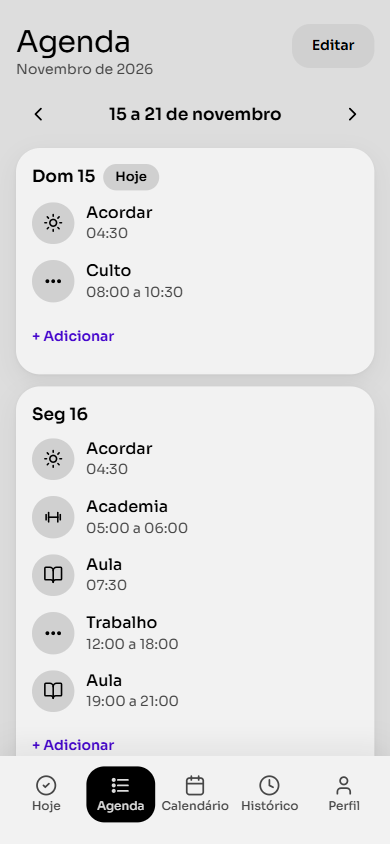 Agenda
Editar
Novembro de 2026
15 a 21 de novembro
Dom 15 Hoje
Acordar
04:30
Culto
08:00 a 10:30
+ Adicionar
Seg 16
Acordar
04:30
Academia
05:00 a 06:00
Aula
07:30
Trabalho
12:00 a 18:00
Aula
19:00 a 21:00
+ Adicionar
Hoje Agenda Calendário Histórico Perfil